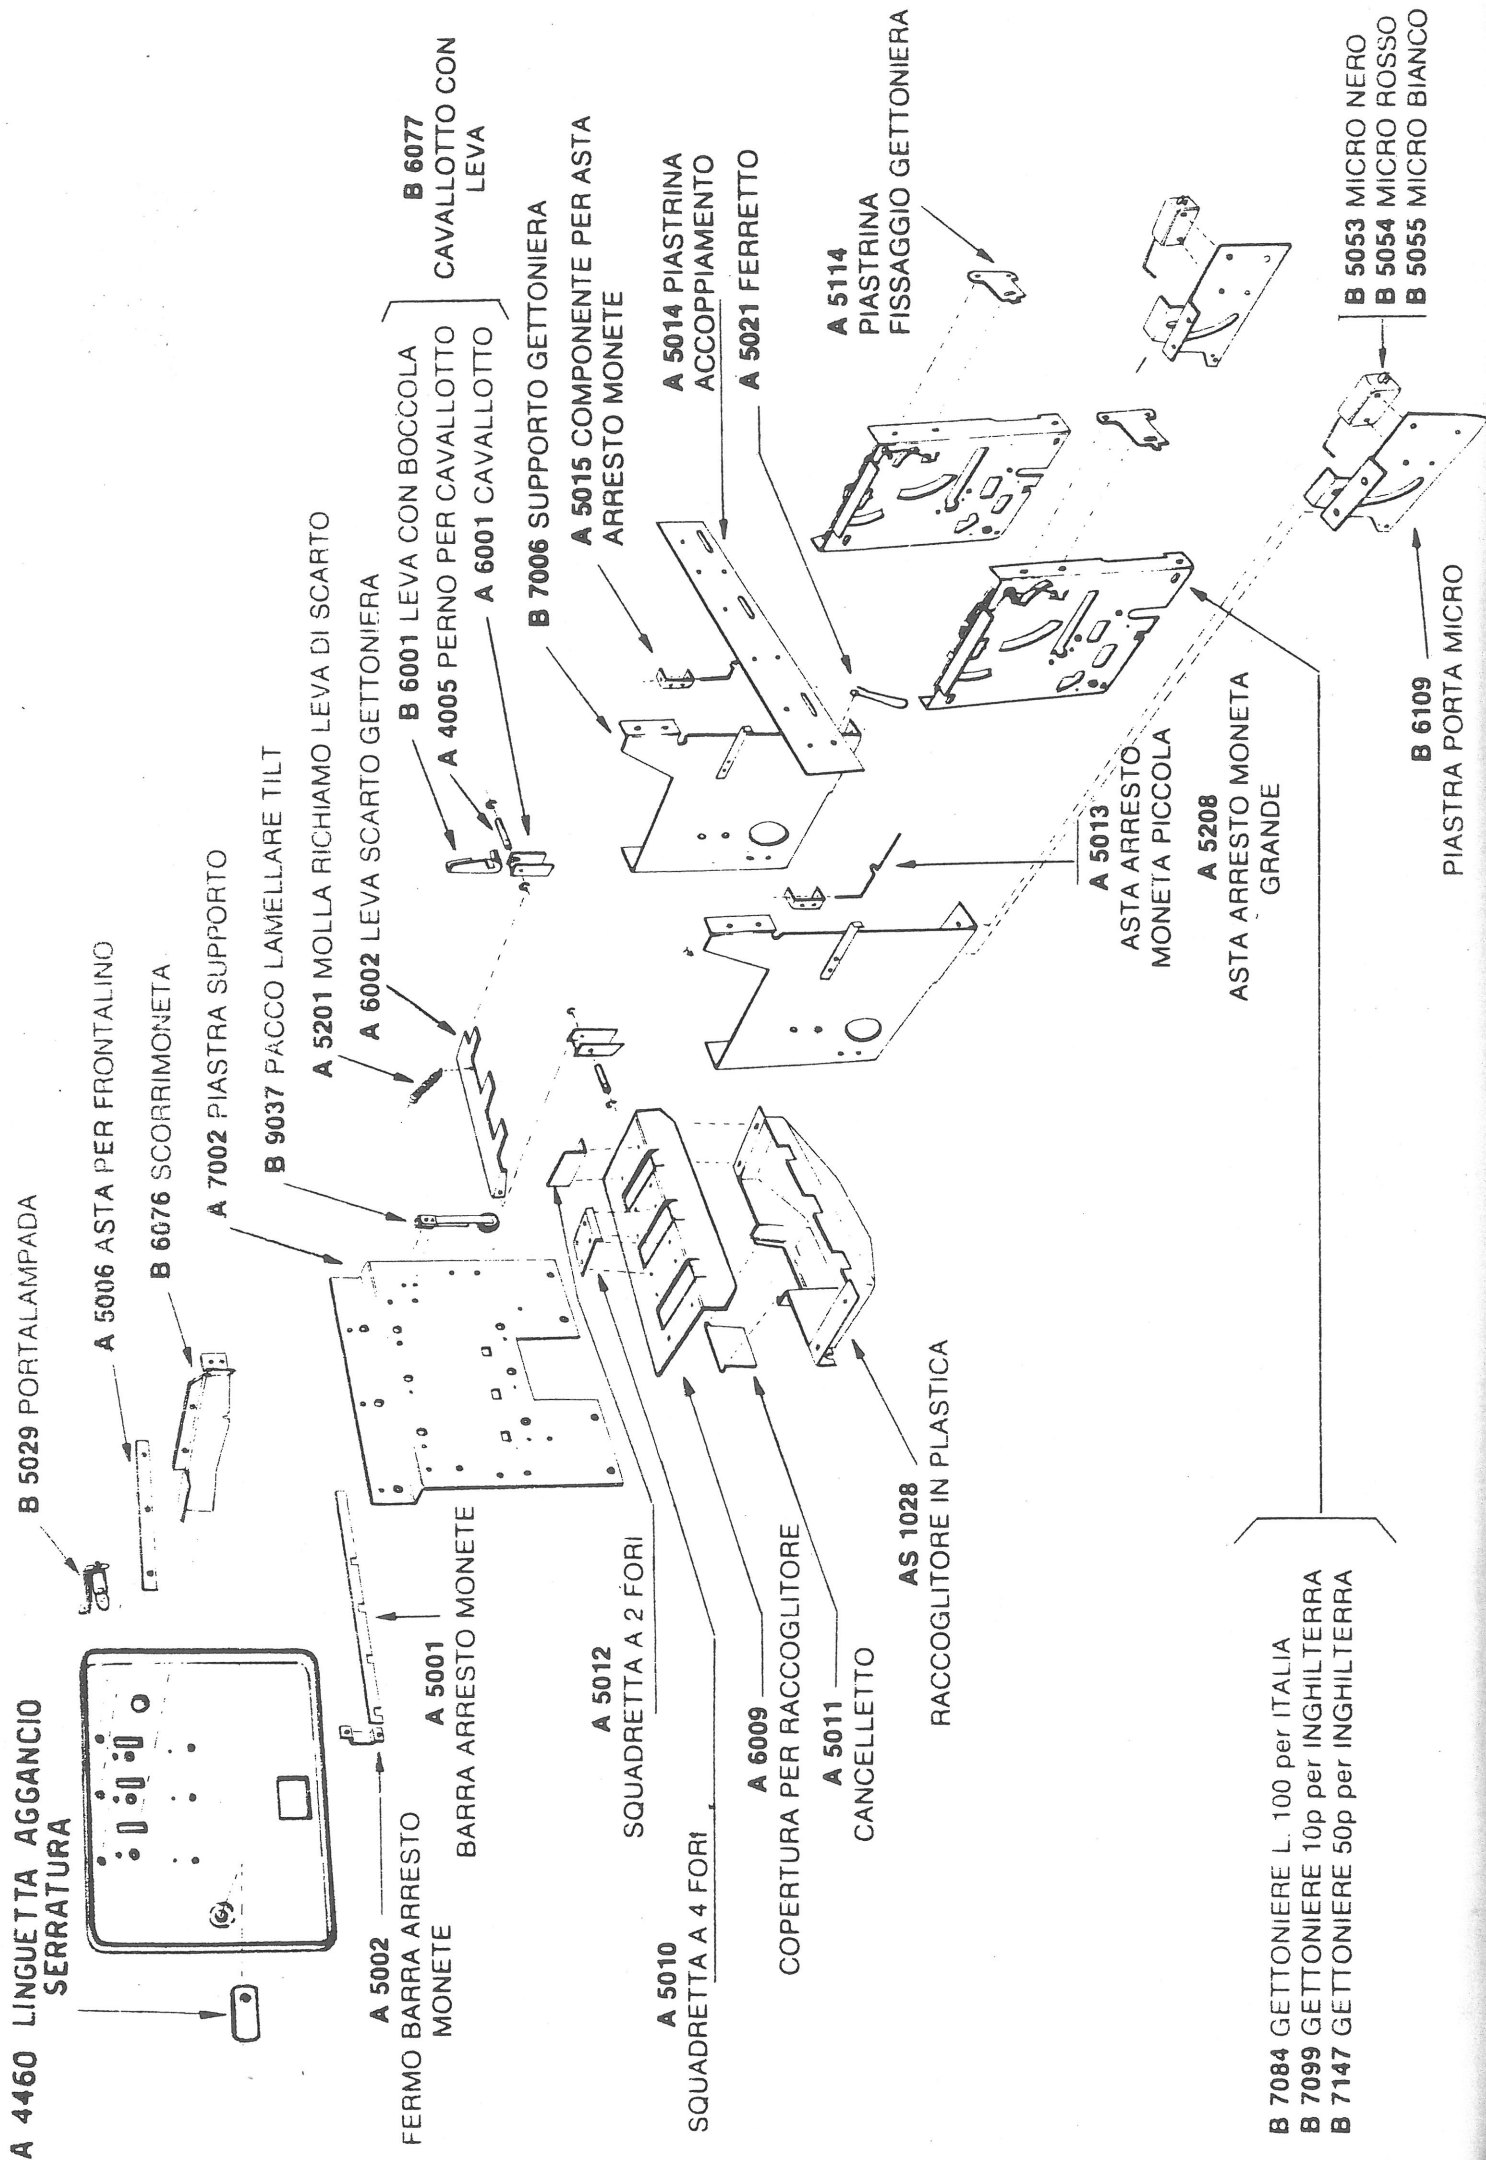 A 4460 LINGUETTA AGGANCIO
SERRATURA
B 5029 PORTALAMPADA
A 5006 ASTA PER FRONTALINO
B 6076 SCORRIMONETA
A 7002 PIASTRA SUPPORTO
B 9037 PACCO LAMELLARE TILT
A 5201 MOLLA RICHIAMO LEVA DI SCARTO
A 6002 LEVA SCARTO GETTONIERA
B 6001 LEVA CON BOCCOLA
A 4005 PERNO PER CAVALLOTTO
A 6001 CAVALLOTTO
B 6077
CAVALLOTTO CON
LEVA
B 7006 SUPPORTO GETTONIERA
A 5015 COMPONENTE PER ASTA
ARRESTO MONETE
A 5014 PIASTRINA
ACCOPPIAMENTO
A 5021 FERRETTO
A 5114
PIASTRINA
FISSAGGIO GETTONIERA
A 5002
FERMO BARRA ARRESTO
MONETE
A 5001
BARRA ARRESTO MONETE
A 5012
SQUADRETTA A 2 FORI
A 5010
SQUADRETTA A 4 FORI
A 6009
COPERTURA PER RACCOGLITORE
A 5011
CANCELLETTO
AS 1028
RACCOGLITORE IN PLASTICA
A 5013
ASTA ARRESTO
MONETA PICCOLA
A 5208
ASTA ARRESTO MONETA
GRANDE
B 5053 MICRO NERO
B 5054 MICRO ROSSO
B 5055 MICRO BIANCO
B 6109
PIASTRA PORTA MICRO
B 7084 GETTONIERE L. 100 per ITALIA
B 7099 GETTONIERE 10p per INGHILTERRA
B 7147 GETTONIERE 50p per INGHILTERRA